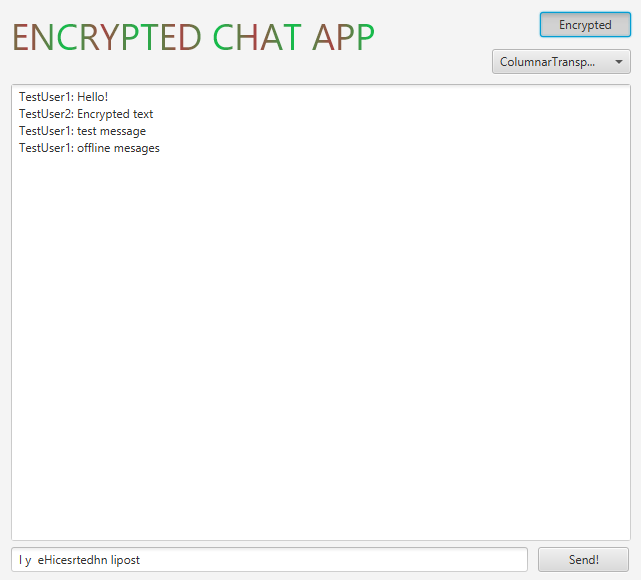 ENCRYPTED CHAT APP
Encrypted
ColumnarTransp...
TestUser1: Hello!
TestUser2: Encrypted text
TestUser1: test message
TestUser1: offline mesages
l y  eHicesrtedhn lipost
Send!